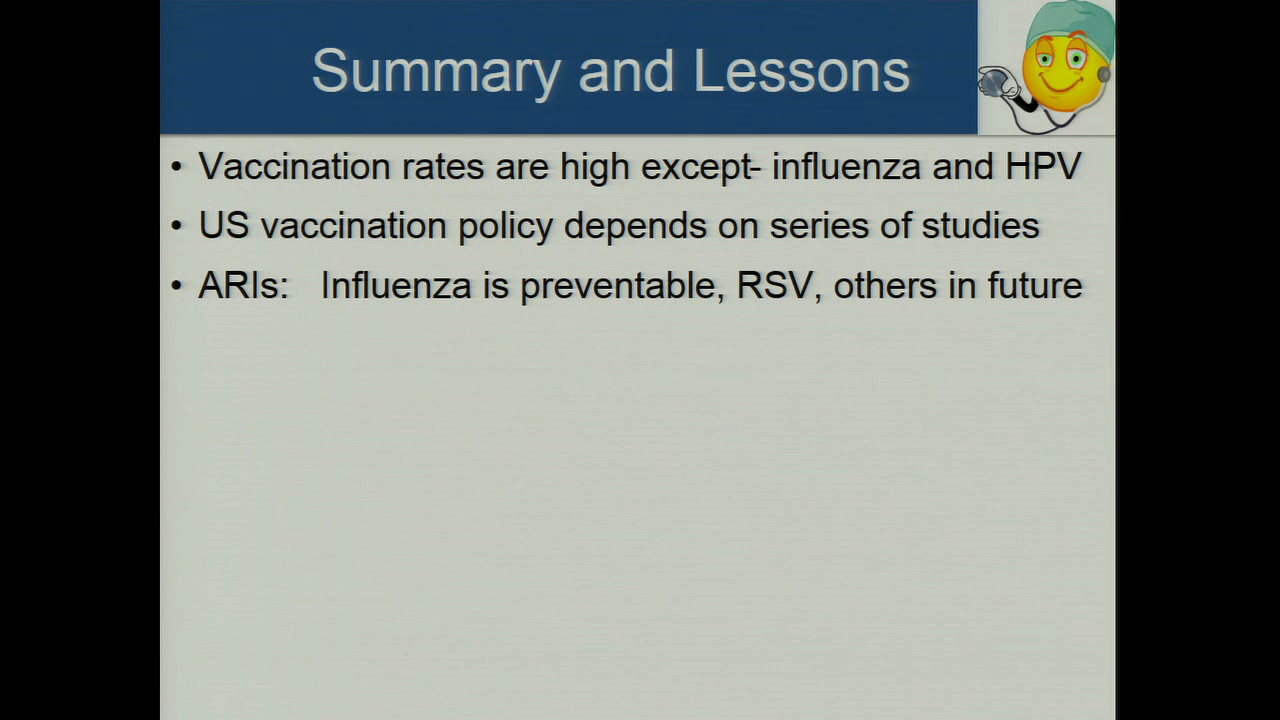 Summary and Lessons
• Vaccination rates are high except- influenza and HPV
• US vaccination policy depends on series of studies
• ARIs:   Influenza is preventable, RSV, others in future